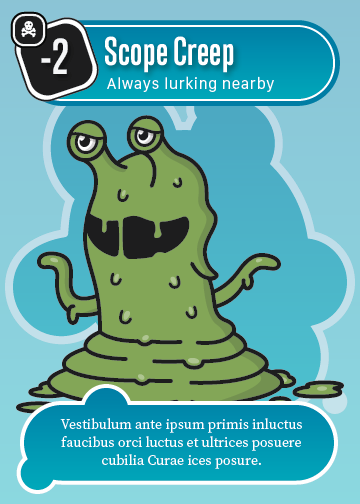 -2
Scope Creep
Always lurking nearby
Vestibulum ante ipsum primis inluctus
faucibus orci luctus et ultrices posuere
cubilia Curae ices posure.